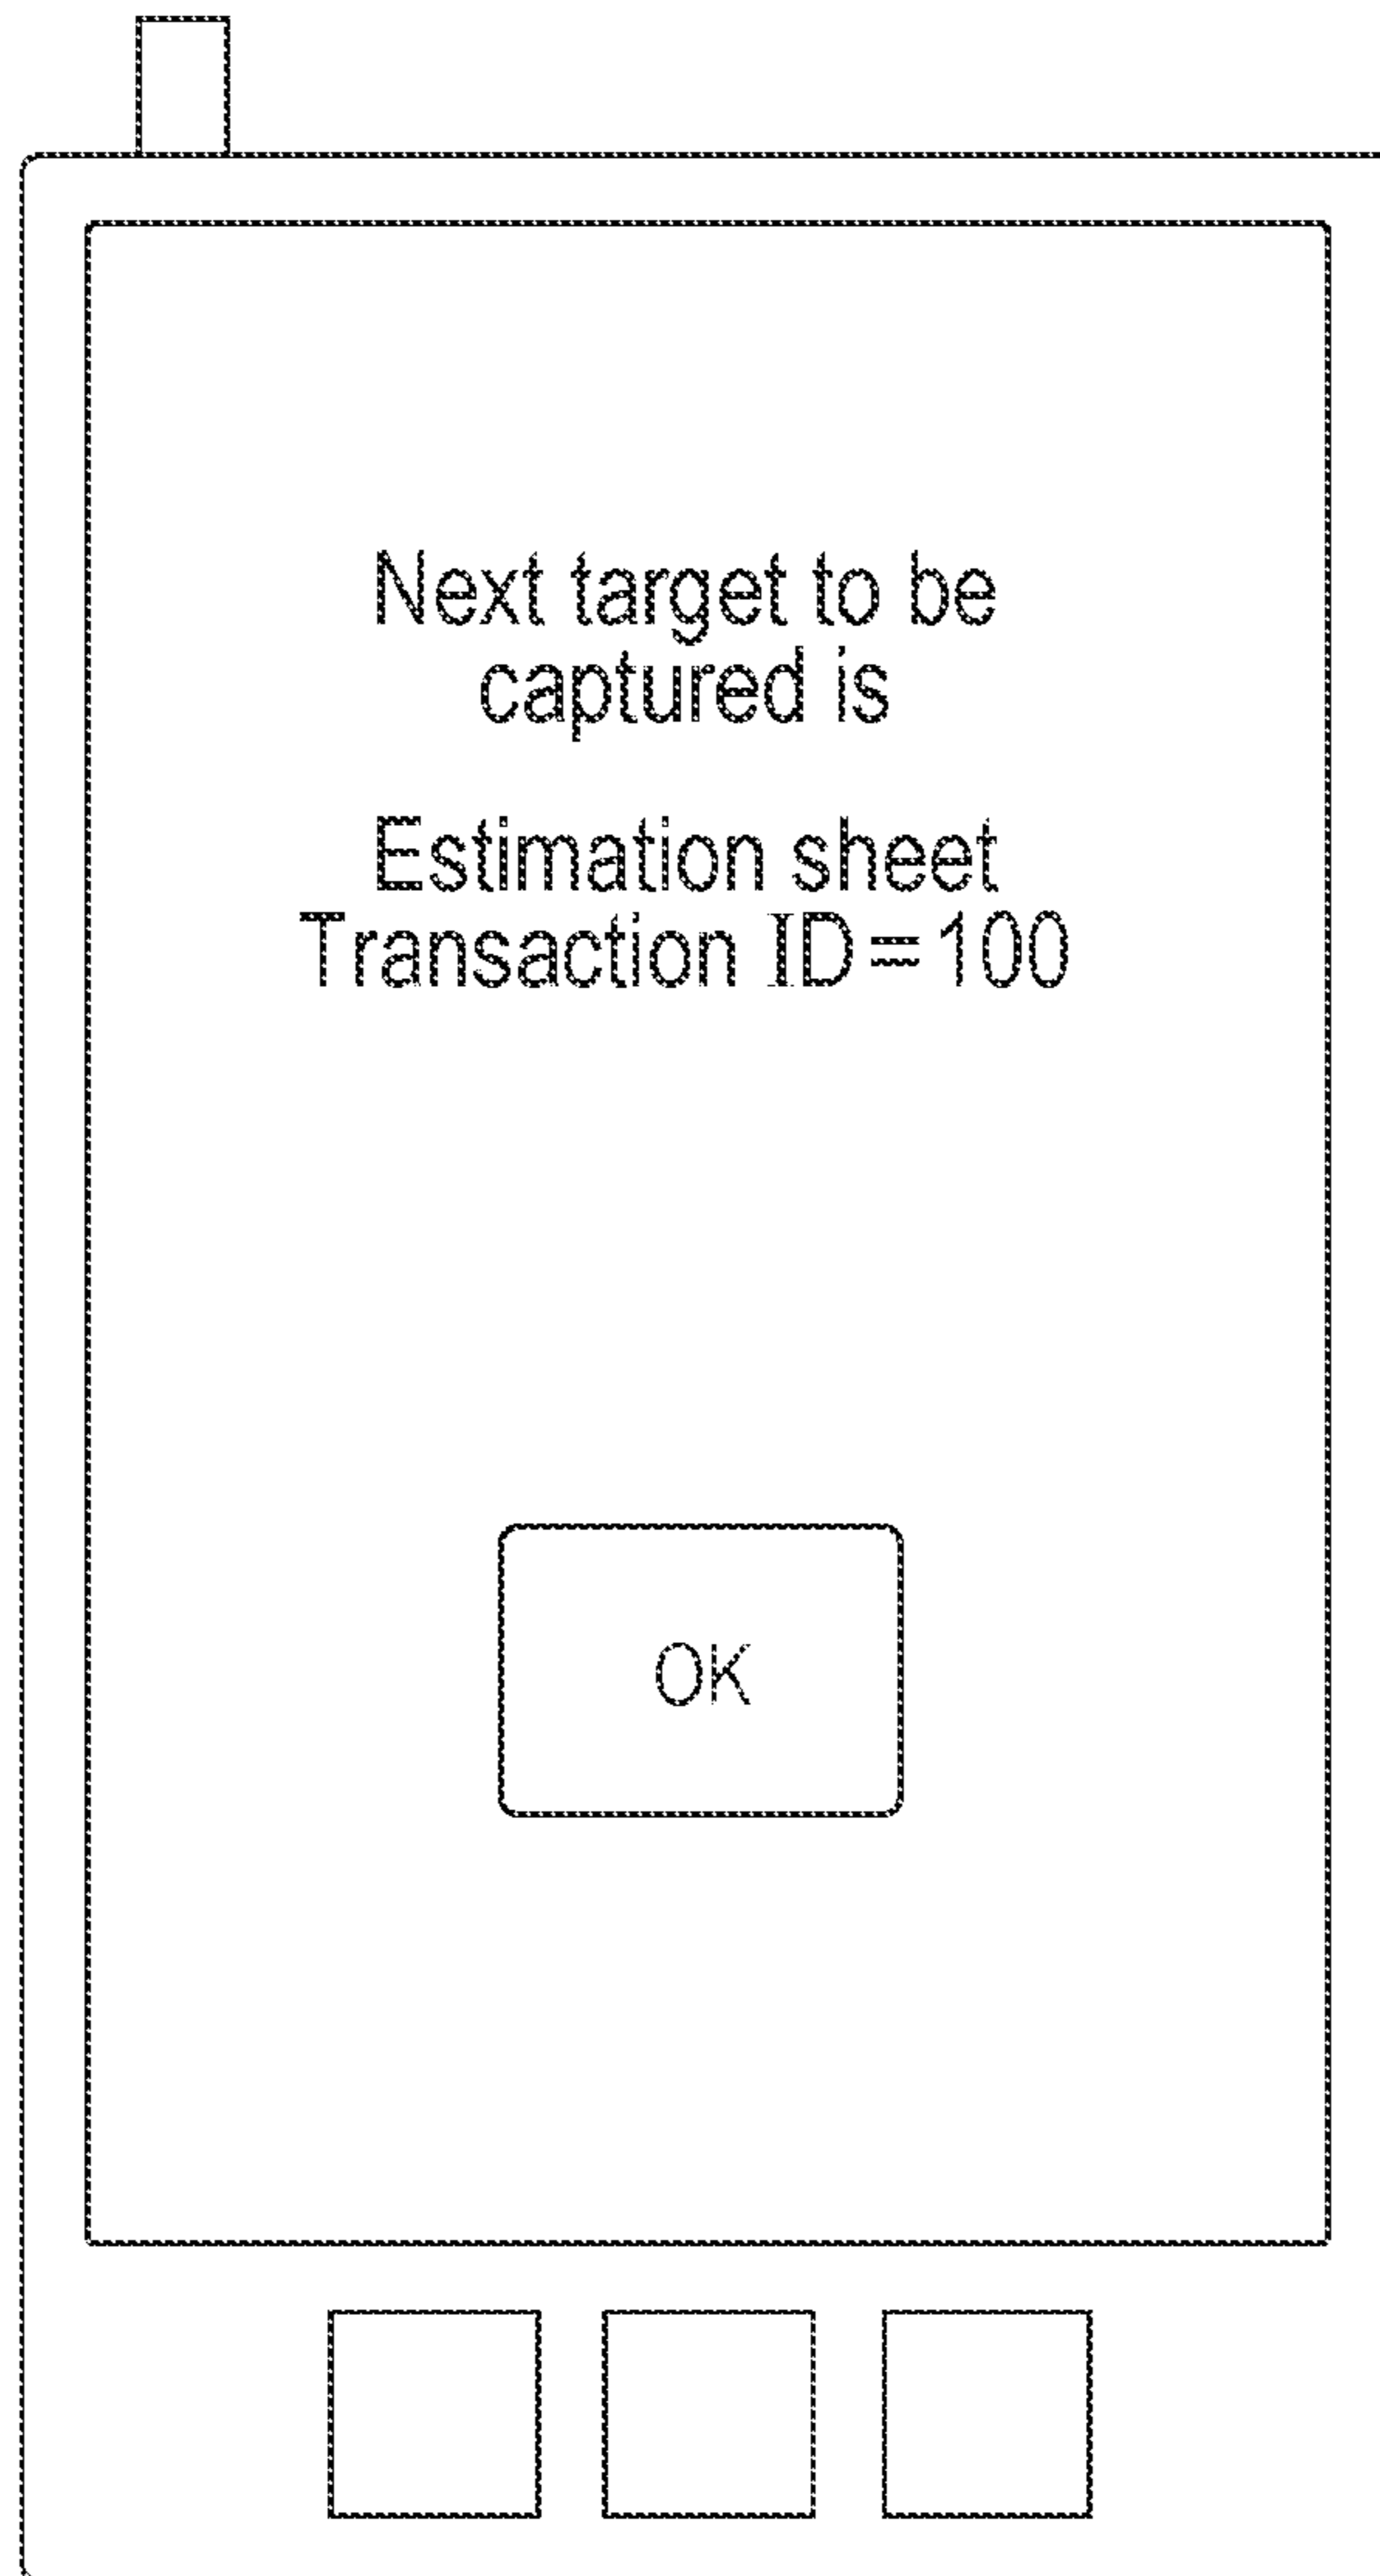 Next target to be
captured is
Estimation sheet
Transaction ID=100
OK